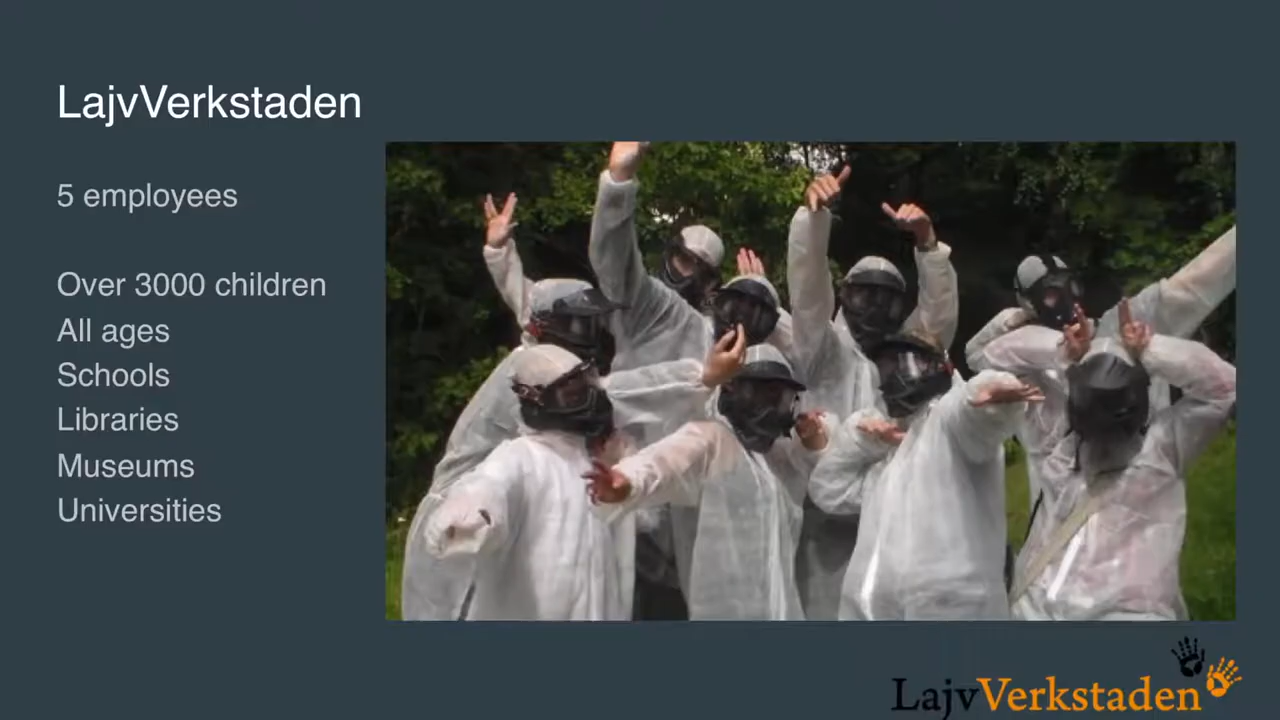 LajvVerkstaden
5 employees
Over 3000 children
All ages
Schools
Libraries
Museums
Universities
LajvVerkstaden